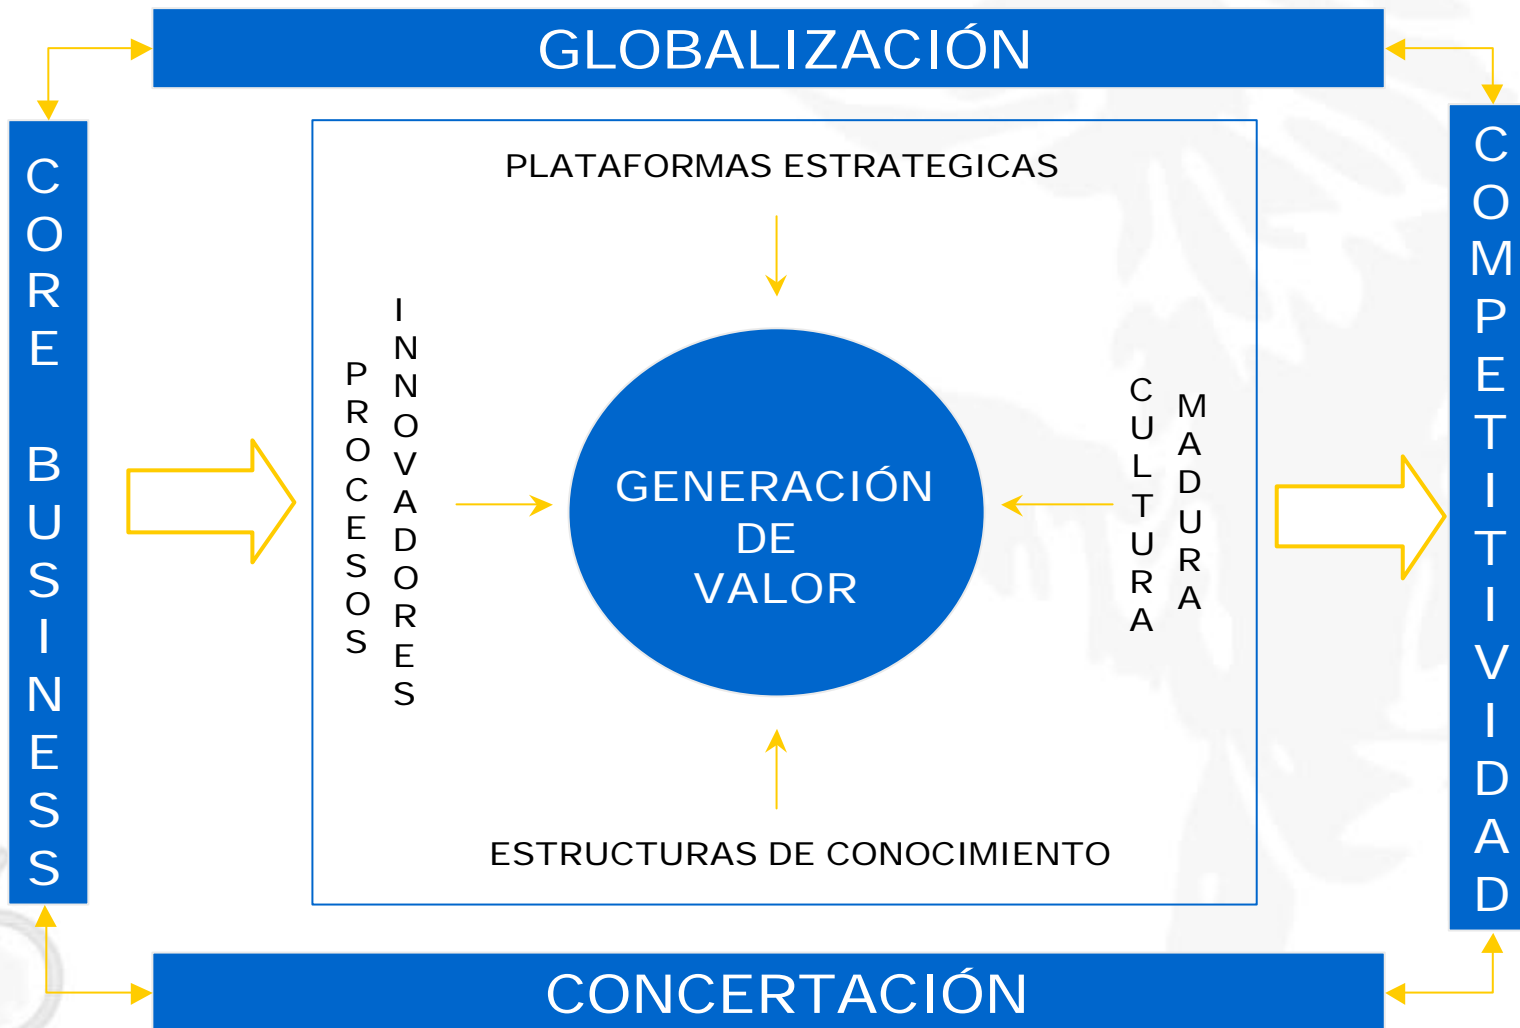 GLOBALIZACIÓN
CORE BUSINESS
PLATAFORMAS ESTRATEGICAS
PROCESOS
INNOVADORES
GENERACIÓN
DE
VALOR
CULTURA
MADURA
ESTRUCTURAS DE CONOCIMIENTO
COMPETITIVIDAD
CONCERTACIÓN